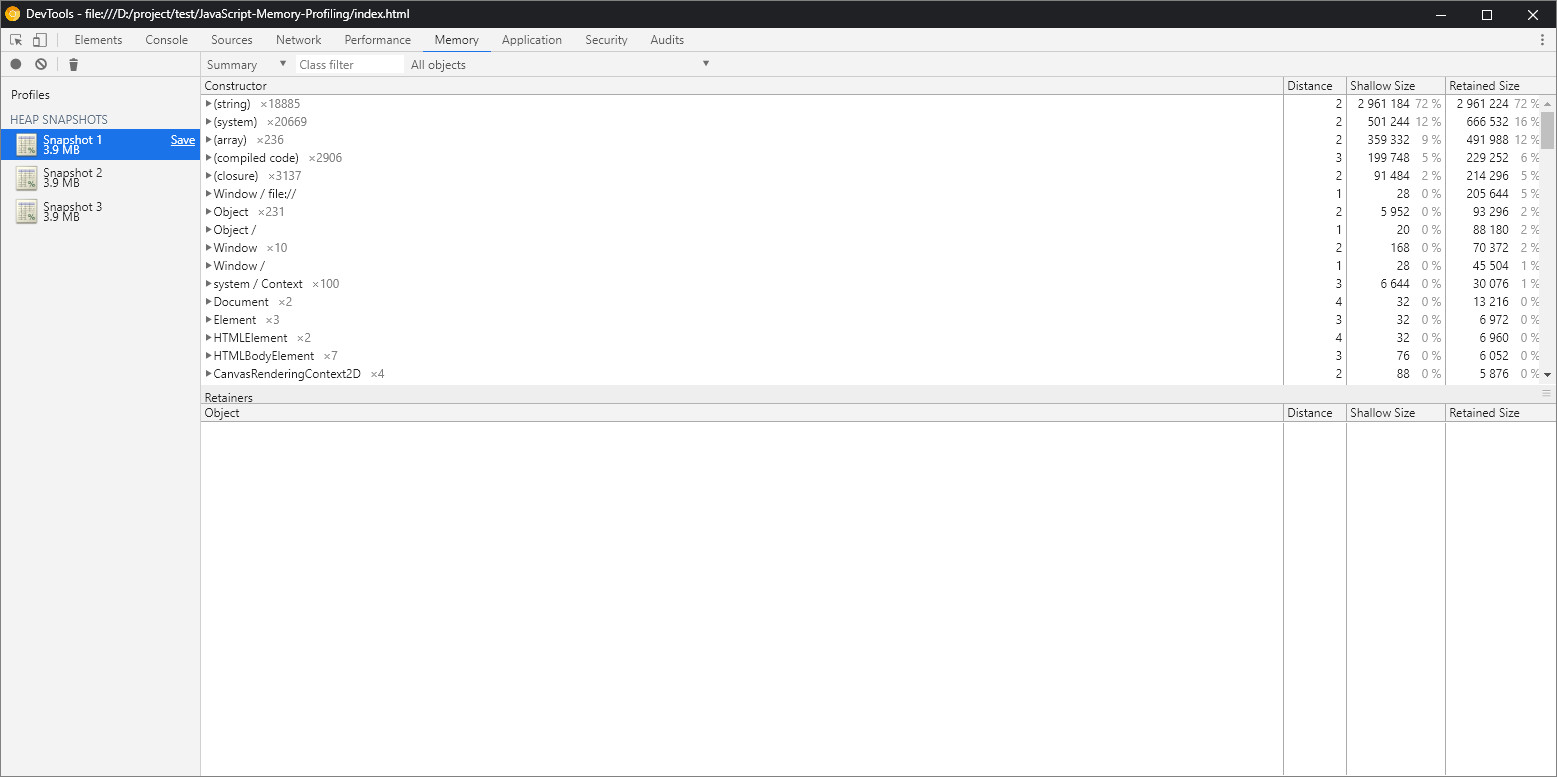 DevTools - file:///D:/project/test/JavaScript-Memory-Profiling/index.html
Elements Console Sources Network Performance Memory Application Security Audits
Summary Class filter All objects
Profiles
HEAP SNAPSHOTS
Snapshot 1 Save
3.9 MB
Snapshot 2
3.9 MB
Snapshot 3
3.9 MB
Constructor Distance Shallow Size Retained Size
(string) ×18885 2 2 961 184 72 % 2 961 224 72 %
(system) ×20669 2 501 244 12 % 666 532 16 %
(array) ×236 2 359 332 9 % 491 988 12 %
(compiled code) ×2906 3 199 748 5 % 229 252 6 %
(closure) ×3137 2 91 484 2 % 214 296 5 %
Window / file:// 1 28 0 % 205 644 5 %
Object ×231 2 5 952 0 % 93 296 2 %
Object / 1 20 0 % 88 180 2 %
Window ×10 2 168 0 % 70 372 2 %
Window / 1 28 0 % 45 504 1 %
system / Context ×100 3 6 644 0 % 30 076 1 %
Document ×2 4 32 0 % 13 216 0 %
Element ×3 3 32 0 % 6 972 0 %
HTMLElement ×2 4 32 0 % 6 960 0 %
HTMLBodyElement ×7 3 76 0 % 6 052 0 %
CanvasRenderingContext2D ×4 2 88 0 % 5 876 0 %
Retainers
Object Distance Shallow Size Retained Size